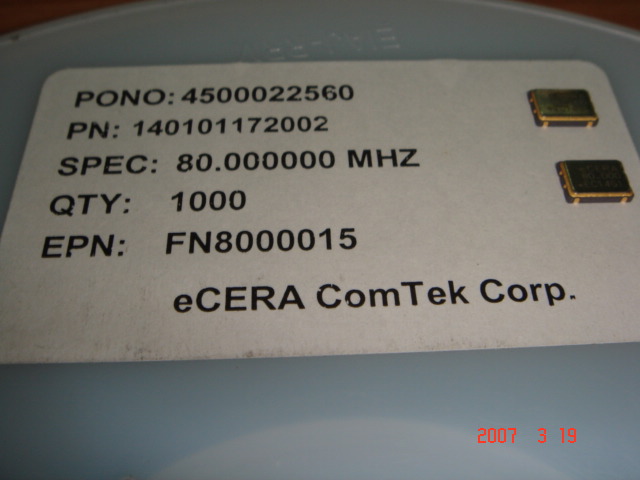 PONO: 4500022560
PN: 140101172002
SPEC: 80.000000 MHZ
QTY: 1000
EPN: FN8000015
eCERA ComTek Corp.
2007 3 19